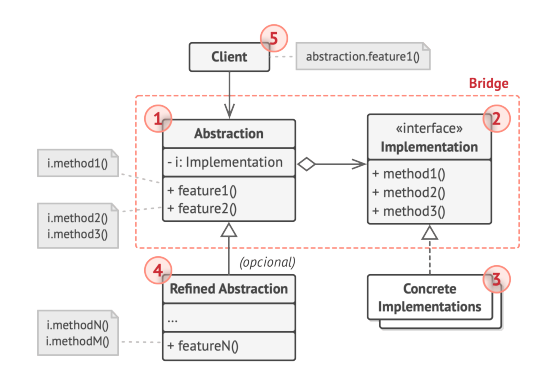 5
Client
abstraction.feature1()
Bridge
1
Abstraction
- i: Implementation
+ feature1()
+ feature2()
2
«interface»
Implementation
+ method1()
+ method2()
+ method3()
i.method1()
i.method2()
i.method3()
(opcional)
4
Refined Abstraction
...
+ featureN()
3
Concrete
Implementations
i.methodN()
i.methodM()